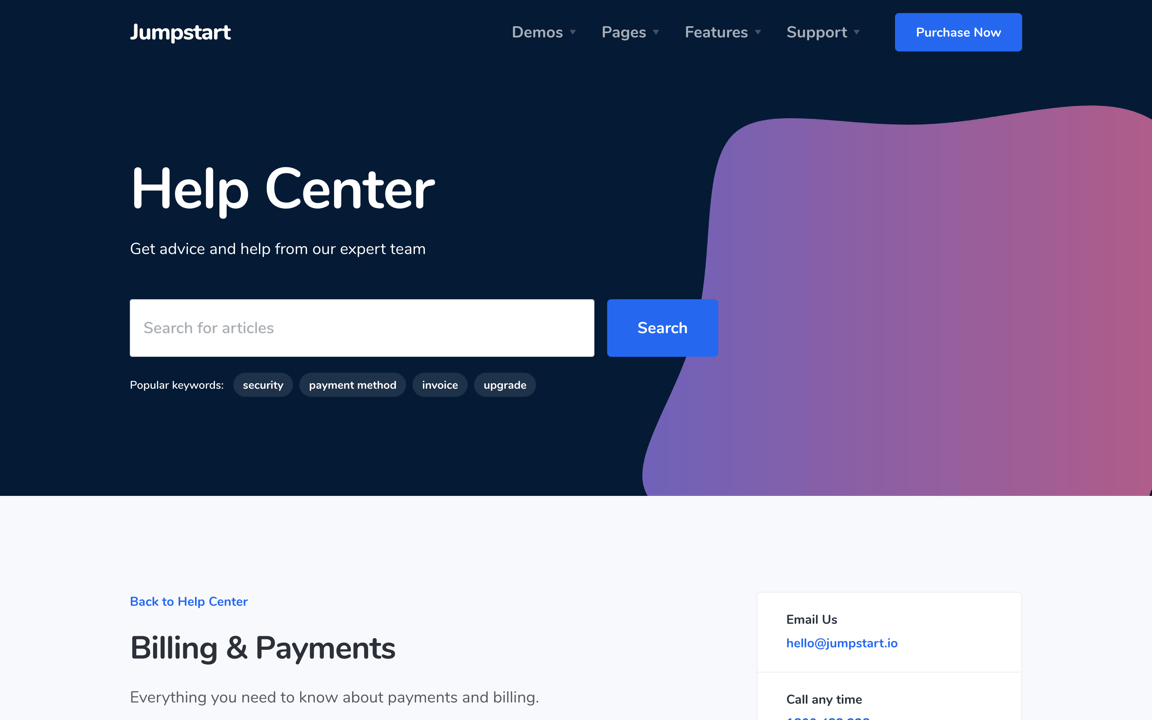 Jumpstart
Demos Pages Features Support Purchase Now
Help Center
Get advice and help from our expert team
Search for articles
Search
Popular keywords: security payment method invoice upgrade
Back to Help Center
Billing & Payments
Everything you need to know about payments and billing.
Email Us
hello@jumpstart.io
Call any time